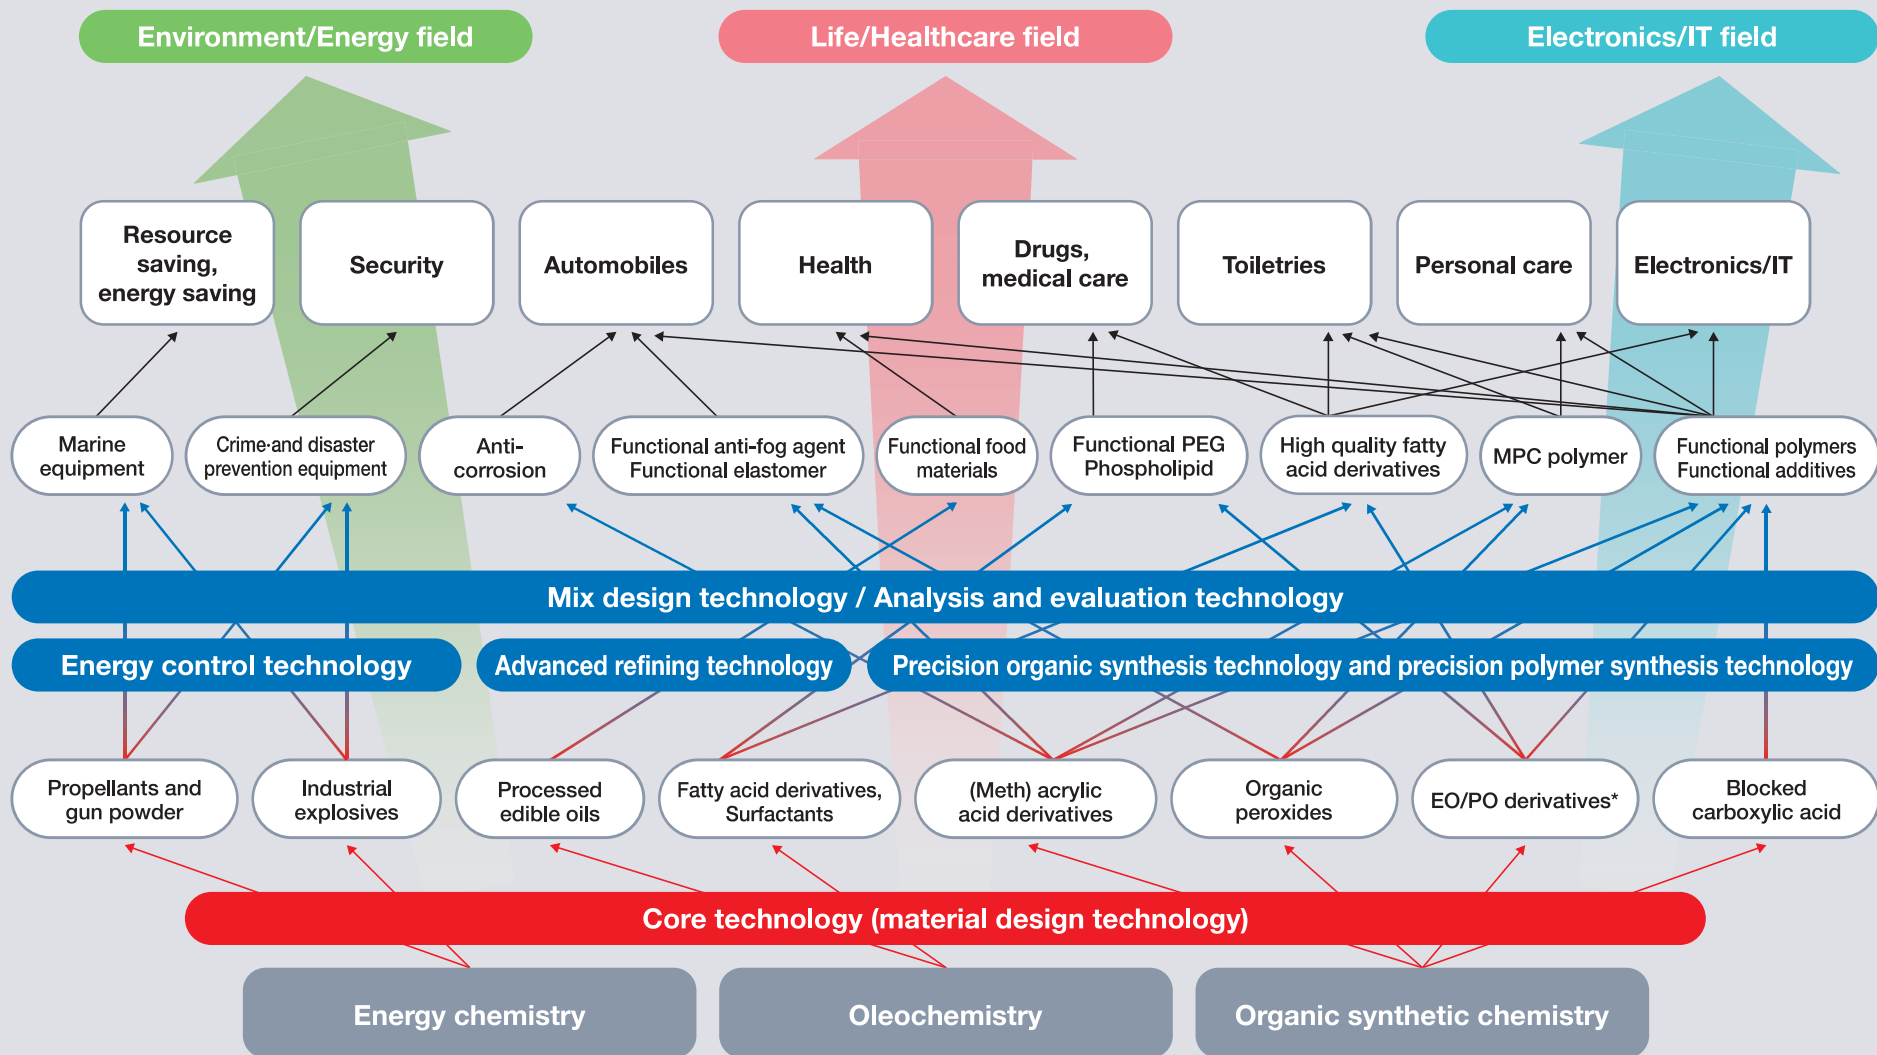 Environment/Energy field
Life/Healthcare field
Electronics/IT field
Resource
saving,
energy saving
Security
Automobiles
Health
Drugs,
medical care
Toiletries
Personal care
Electronics/IT
Marine
equipment
Crime·and disaster
prevention equipment
Anti-
corrosion
Functional anti-fog agent
Functional elastomer
Functional food
materials
Functional PEG
Phospholipid
High quality fatty
acid derivatives
MPC polymer
Functional polymers
Functional additives
Mix design technology / Analysis and evaluation technology
Energy control technology
Advanced refining technology
Precision organic synthesis technology and precision polymer synthesis technology
Propellants and
gun powder
Industrial
explosives
Processed
edible oils
Fatty acid derivatives,
Surfactants
(Meth) acrylic
acid derivatives
Organic
peroxides
EO/PO derivatives*
Blocked
carboxylic acid
Core technology (material design technology)
Energy chemistry
Oleochemistry
Organic synthetic chemistry